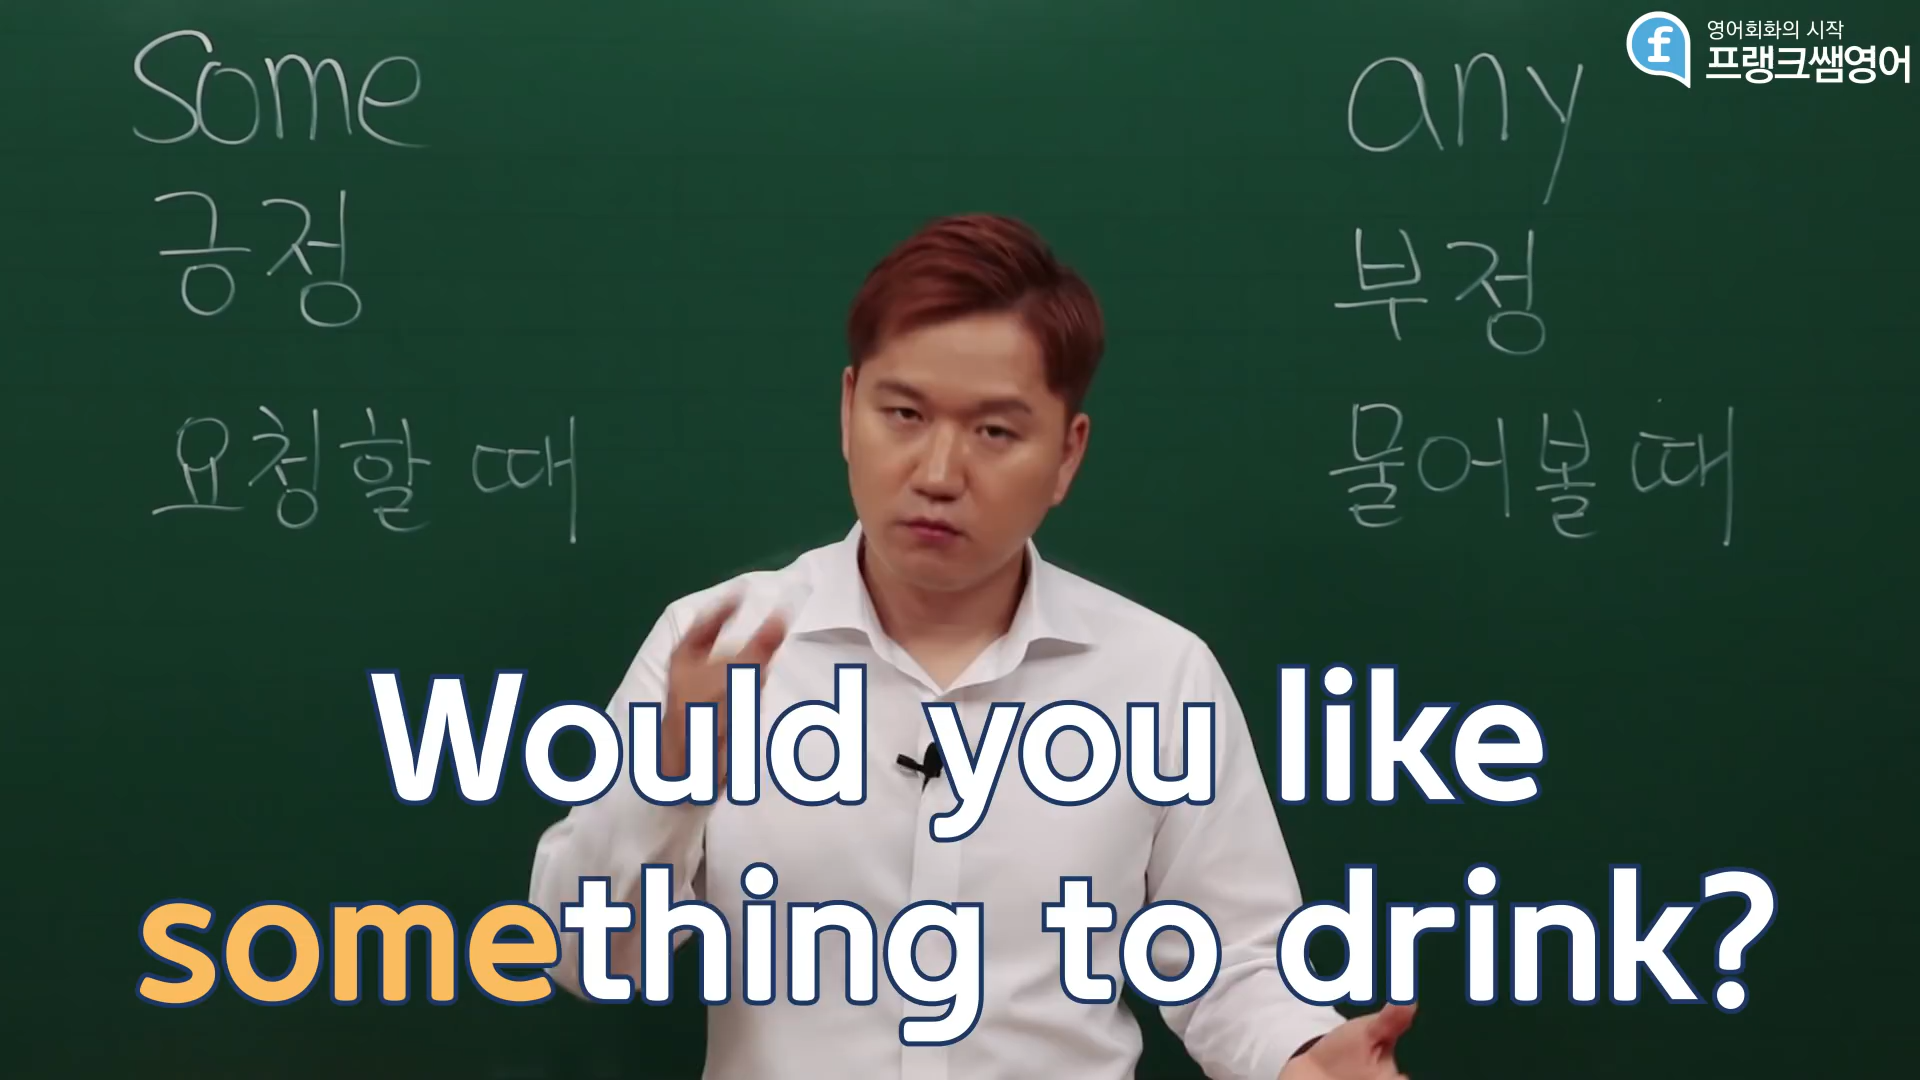 some
긍정
요청할 때
any
부정
물어볼 때
영어회화의 시작
프랭크쌤영어
Would you like
something to drink?